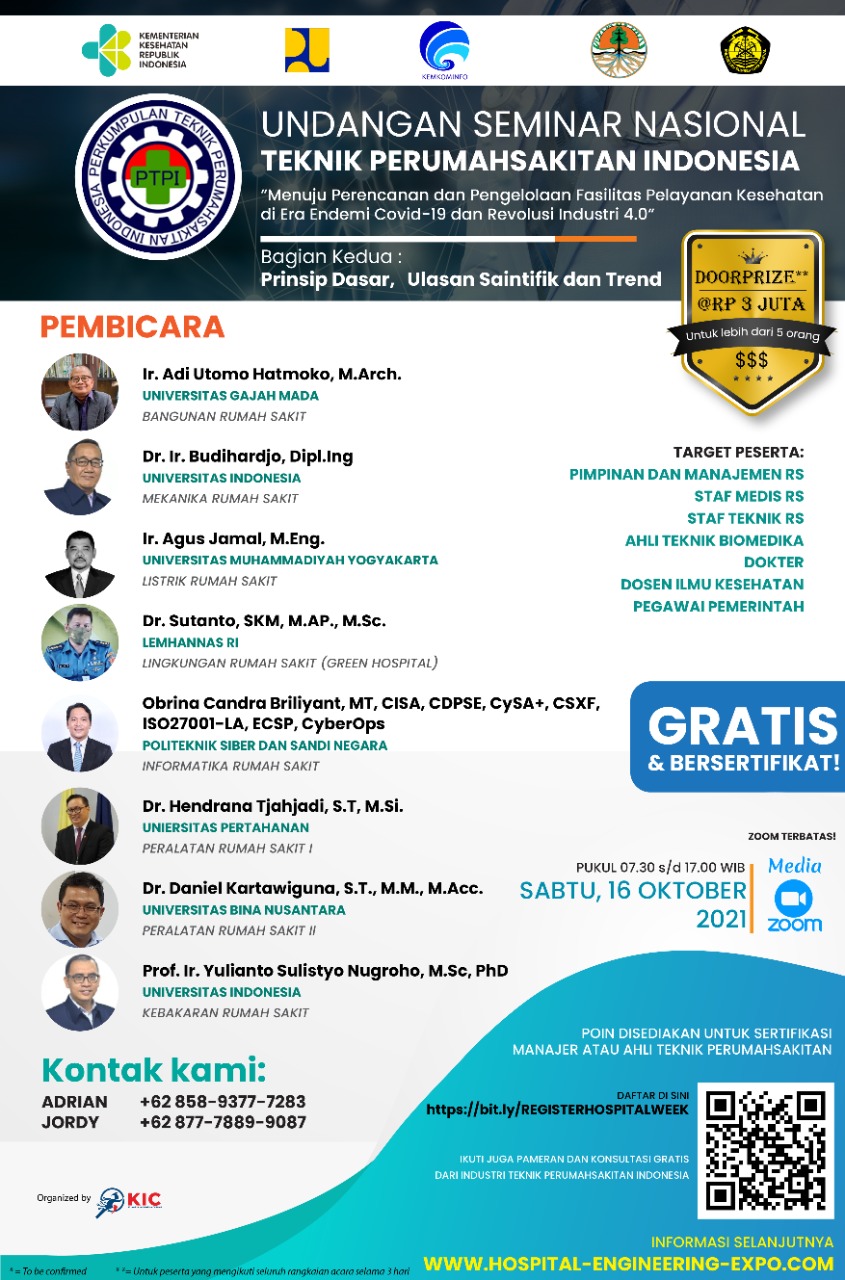 KEMENTERIAN
KESEHATAN
REPUBLIK
INDONESIA
KEMKOMINFO
PERKUMPULAN TEKNIK PERUMAHSAKITAN INDONESIA
PTPI
UNDANGAN SEMINAR NASIONAL
TEKNIK PERUMAHSAKITAN INDONESIA
"Menuju Perencanan dan Pengelolaan Fasilitas Pelayanan Kesehatan
di Era Endemi Covid-19 dan Revolusi Industri 4.0"
Bagian Kedua :
Prinsip Dasar, Ulasan Saintifik dan Trend
DOORPRIZE**
@RP 3 JUTA
Untuk lebih dari 5 orang
$$$
* * * *
PEMBICARA
Ir. Adi Utomo Hatmoko, M.Arch.
UNIVERSITAS GAJAH MADA
BANGUNAN RUMAH SAKIT
Dr. Ir. Budihardjo, Dipl.Ing
UNIVERSITAS INDONESIA
MEKANIKA RUMAH SAKIT
Ir. Agus Jamal, M.Eng.
UNIVERSITAS MUHAMMADIYAH YOGYAKARTA
LISTRIK RUMAH SAKIT
Dr. Sutanto, SKM, M.AP., M.Sc.
LEMHANNAS RI
LINGKUNGAN RUMAH SAKIT (GREEN HOSPITAL)
Obrina Candra Briliyant, MT, CISA, CDPSE, CySA+, CSXF,
ISO27001-LA, ECSP, CyberOps
POLITEKNIK SIBER DAN SANDI NEGARA
INFORMATIKA RUMAH SAKIT
Dr. Hendrana Tjahjadi, S.T, M.Si.
UNIERSITAS PERTAHANAN
PERALATAN RUMAH SAKIT I
Dr. Daniel Kartawiguna, S.T., M.M., M.Acc.
UNIVERSITAS BINA NUSANTARA
PERALATAN RUMAH SAKIT II
Prof. Ir. Yulianto Sulistyo Nugroho, M.Sc, PhD
UNIVERSITAS INDONESIA
KEBAKARAN RUMAH SAKIT
TARGET PESERTA:
PIMPINAN DAN MANAJEMEN RS
STAF MEDIS RS
STAF TEKNIK RS
AHLI TEKNIK BIOMEDIKA
DOKTER
DOSEN ILMU KESEHATAN
PEGAWAI PEMERINTAH
GRATIS
& BERSERTIFIKAT!
ZOOM TERBATAS!
PUKUL 07.30 s/d 17.00 WIB
SABTU, 16 OKTOBER
2021
Media
zoom
POIN DISEDIAKAN UNTUK SERTIFIKASI
MANAJER ATAU AHLI TEKNIK PERUMAHSAKITAN
Kontak kami:
ADRIAN +62 858-9377-7283
JORDY +62 877-7889-9087
DAFTAR DI SINI
https://bit.ly/REGISTERHOSPITALWEEK
IKUTI JUGA PAMERAN DAN KONSULTASI GRATIS
DARI INDUSTRI TEKNIK PERUMAHSAKITAN INDONESIA
Organized by
KIC
INFORMASI SELANJUTNYA
WWW.HOSPITAL-ENGINEERING-EXPO.COM
* = To be confirmed
* *= Untuk peserta yang mengikuti seluruh rangkaian acara selama 3 hari